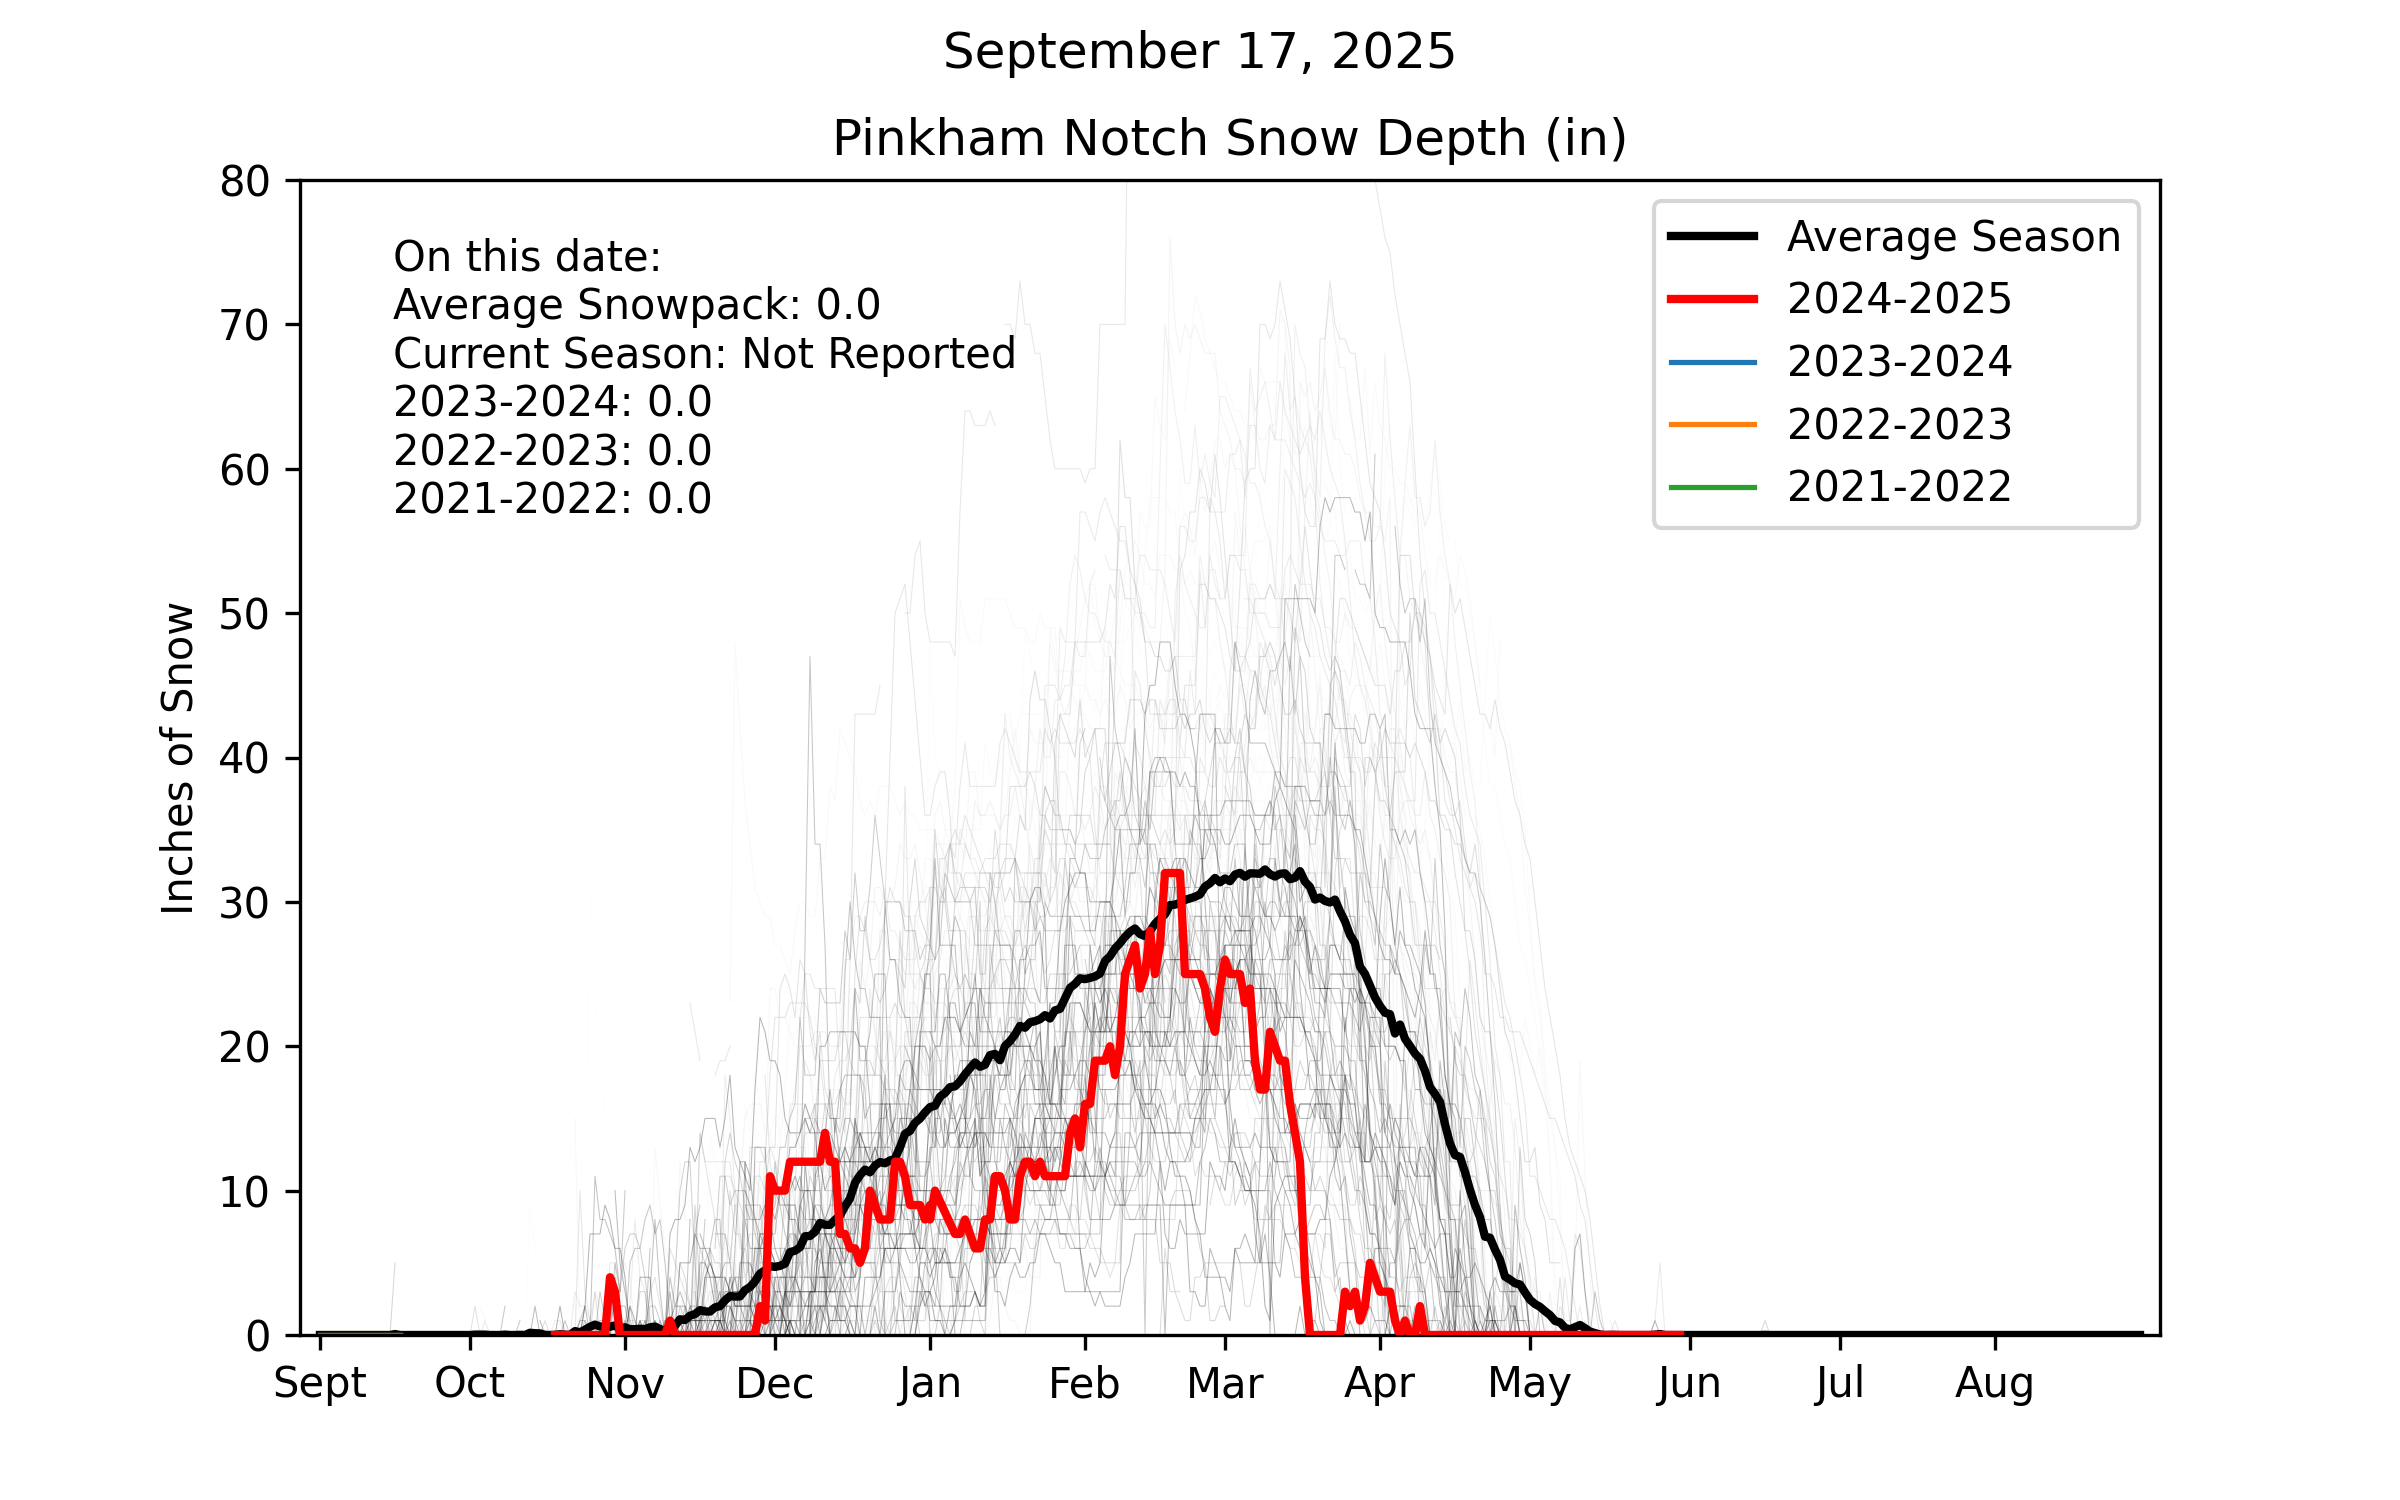 September 17, 2025
Pinkham Notch Snow Depth (in)
80
70
60
50
40
30
20
10
0
Inches of Snow
On this date:
Average Snowpack: 0.0
Current Season: Not Reported
2023-2024: 0.0
2022-2023: 0.0
2021-2022: 0.0
Average Season
2024-2025
2023-2024
2022-2023
2021-2022
Sept Oct Nov Dec Jan Feb Mar Apr May Jun Jul Aug